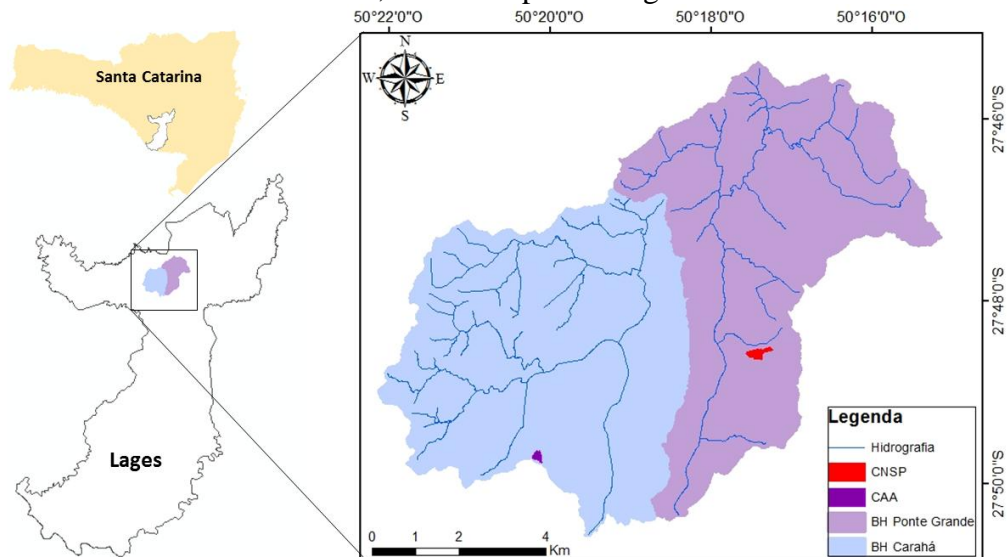 50°22'0"O 50°20'0"O 50°18'0"O 50°16'0"O
N
W E
S
Santa Catarina
27°46'0"S
27°48'0"S
27°50'0"S
Lages
Legenda
Hidrografia
CNSP
CAA
BH Ponte Grande
BH Carahá
0 1 2 4
Km